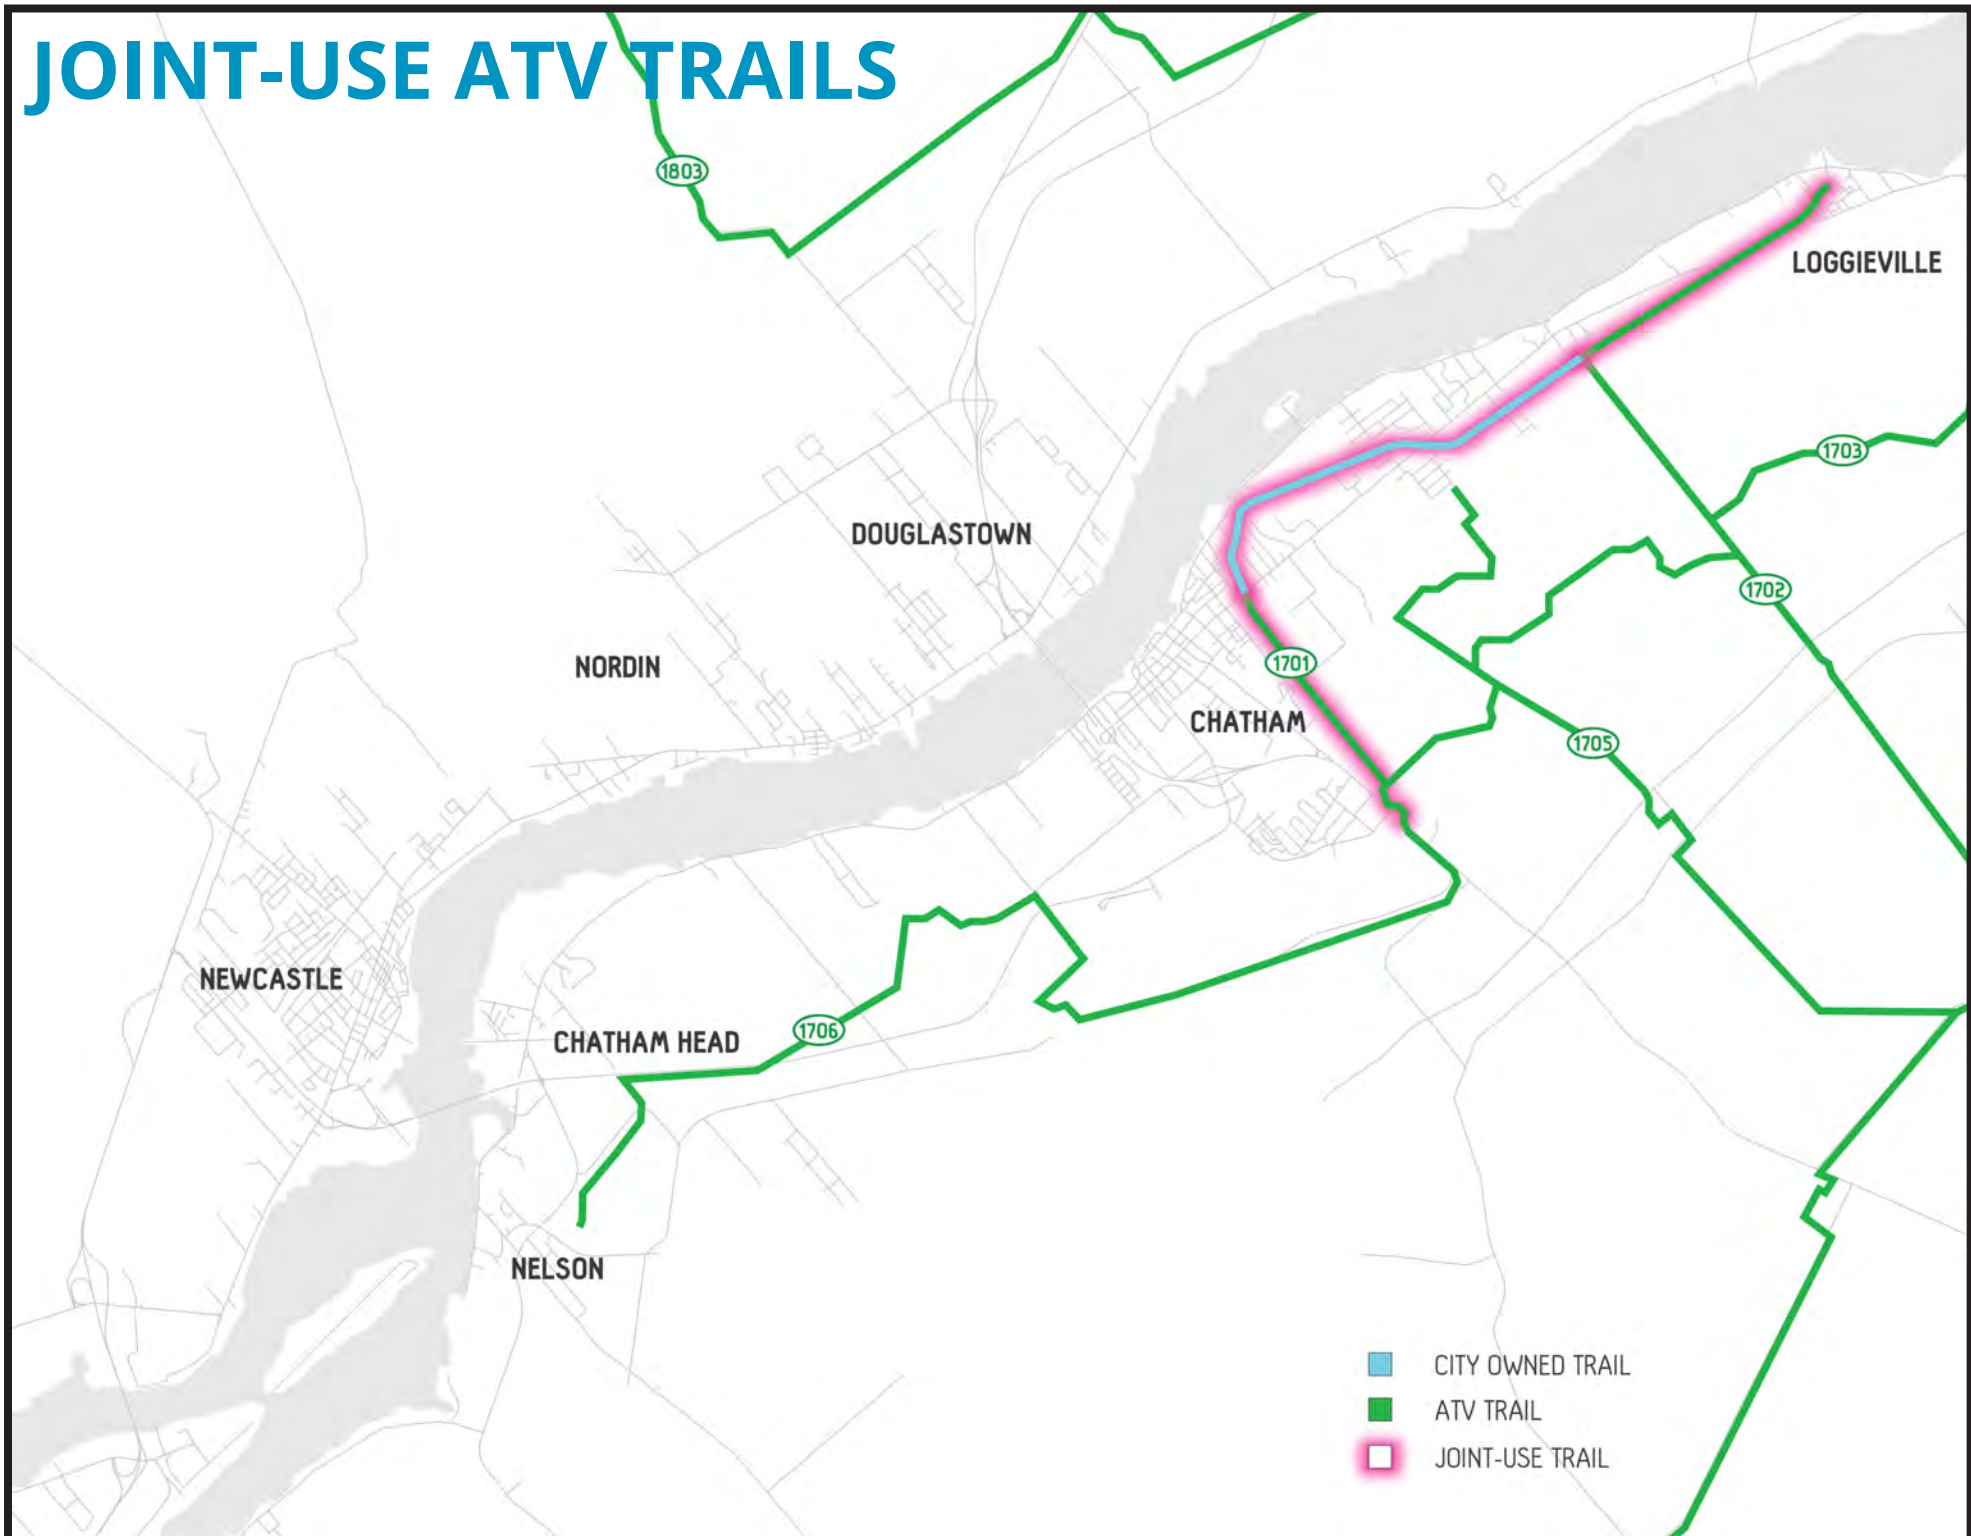 JOINT-USE ATV TRAILS
1803
LOGGIEVILLE
1703
DOUGLASTOWN
1702
NORDIN
1701
CHATHAM
1705
NEWCASTLE
CHATHAM HEAD
1706
NELSON
CITY OWNED TRAIL
ATV TRAIL
JOINT-USE TRAIL